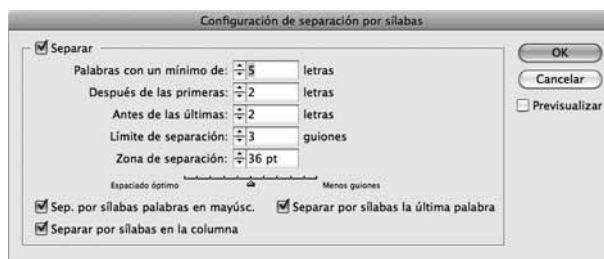 Configuración de separación por sílabas
Separar
Palabras con un mínimo de: 5 letras
Después de las primeras: 2 letras
Antes de las últimas: 2 letras
Límite de separación: 3 guiones
Zona de separación: 36 pt
Espaciado óptimo Menos guiones
Sep. por sílabas palabras en mayúsc. Separar por sílabas la última palabra
Separar por sílabas en la columna
OK
Cancelar
Previsualizar